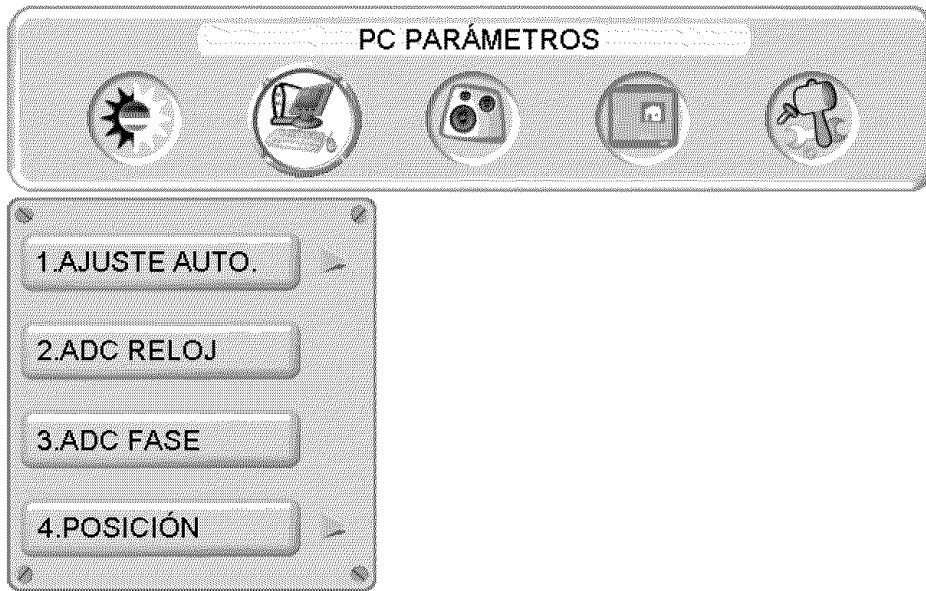 PC PARÁMETROS
1.AJUSTE AUTO.
2.ADC RELOJ
3.ADC FASE
4.POSICIÓN